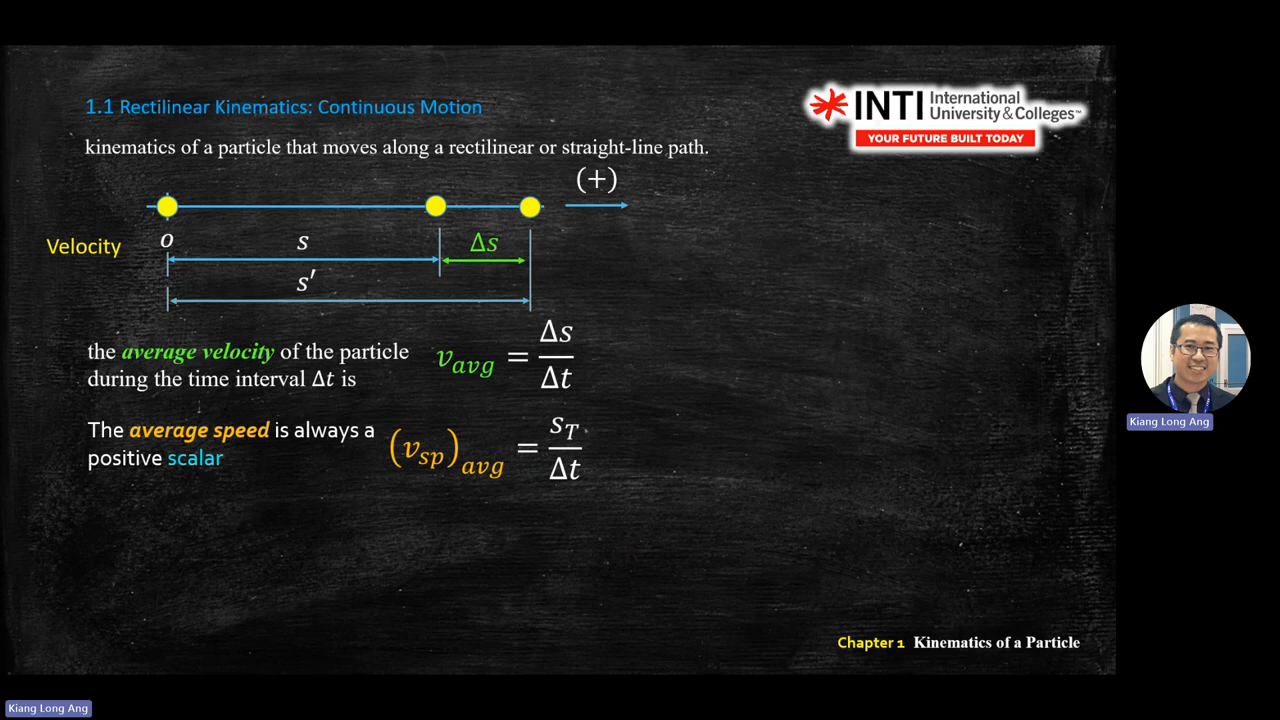 1.1 Rectilinear Kinematics: Continuous Motion
INTI International University & Colleges™
YOUR FUTURE BUILT TODAY
kinematics of a particle that moves along a rectilinear or straight-line path.
(+)
Velocity
o
s
Δs
s′
the average velocity of the particle
during the time interval Δt is
v_avg = Δs/Δt
The average speed is always a
positive scalar
(v_sp)_avg = s_T/Δt
Kiang Long Ang
Chapter 1 Kinematics of a Particle
Kiang Long Ang